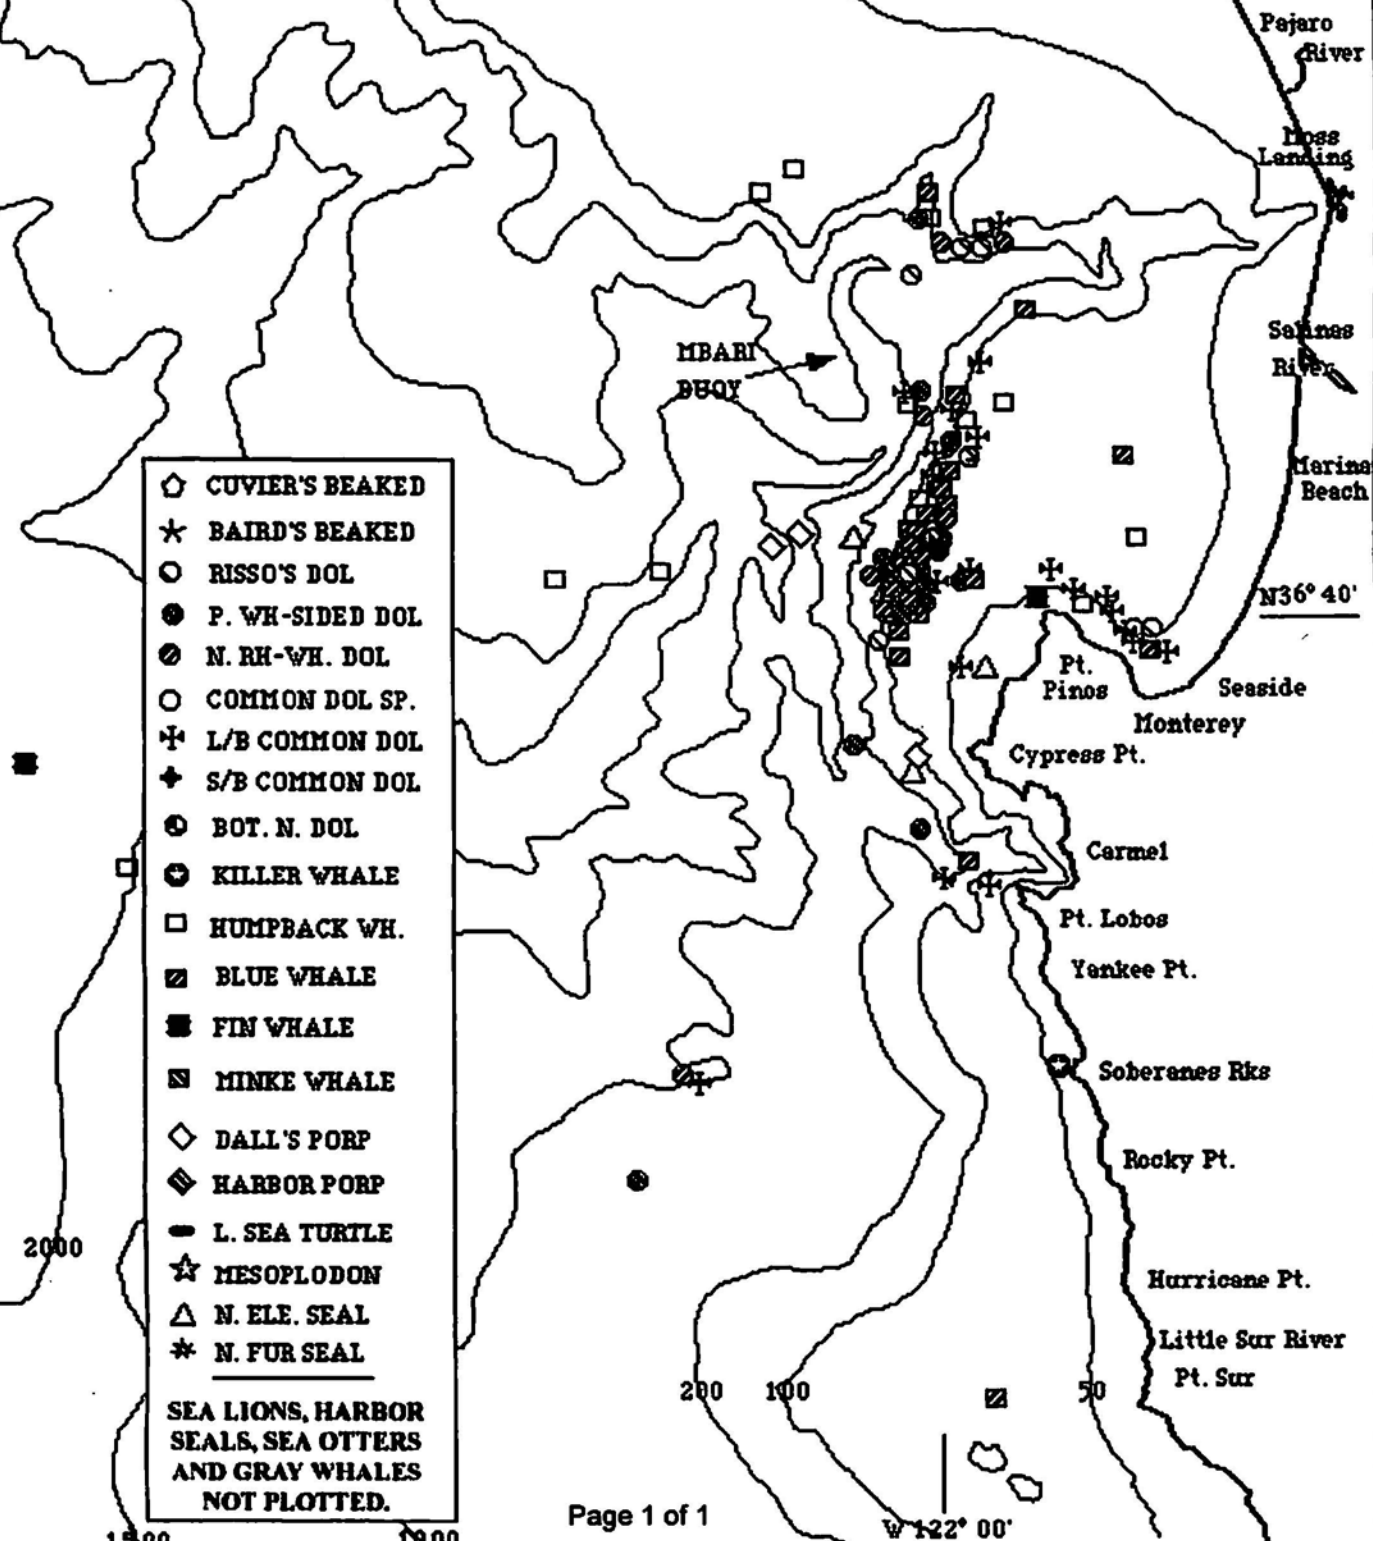 Pajaro
River
Moss
Landing
Salinas
River
MBARI
BUOY
Marina
Beach
N36° 40'
Pt.
Pinos
Seaside
Monterey
Cypress Pt.
Carmel
Pt. Lobos
Yankee Pt.
Soberanes Rks
Rocky Pt.
Hurricane Pt.
Little Sur River
Pt. Sur
CUVIER'S BEAKED
BAIRD'S BEAKED
RISSO'S DOL
P. WH-SIDED DOL
N. RH-WH. DOL
COMMON DOL SP.
L/B COMMON DOL
S/B COMMON DOL
BOT. N. DOL
KILLER WHALE
HUMPBACK WH.
BLUE WHALE
FIN WHALE
MINKE WHALE
DALL'S PORP
HARBOR PORP
L. SEA TURTLE
MESOPLODON
N. ELE. SEAL
N. FUR SEAL
SEA LIONS, HARBOR
SEALS, SEA OTTERS
AND GRAY WHALES
NOT PLOTTED.
2000
200 100 50
Page 1 of 1
W 122° 00'